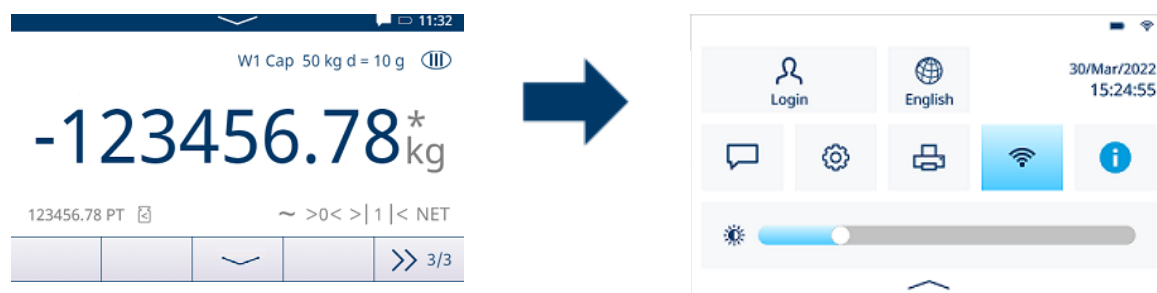 11:32
W1 Cap 50 kg d = 10 g III
-123456.78 * kg
123456.78 PT ~ >0< >|1|< NET
3/3
Login
English
30/Mar/2022
15:24:55